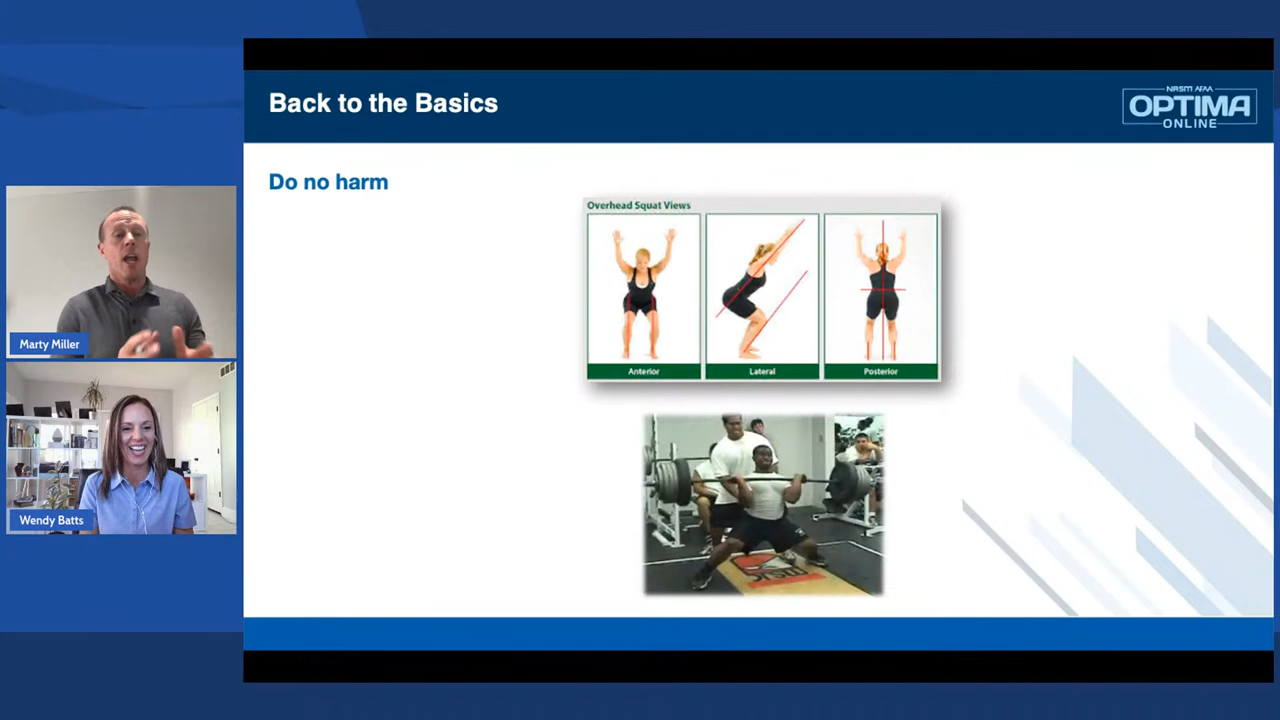 Back to the Basics
NASM AFAA
OPTIMA
ONLINE
Do no harm
Overhead Squat Views
Anterior
Lateral
Posterior
Marty Miller
Wendy Batts